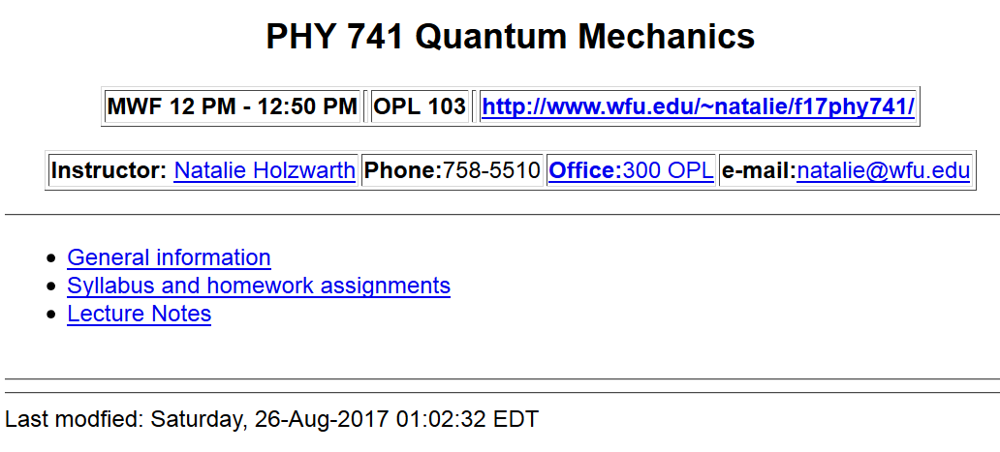 PHY 741 Quantum Mechanics
MWF 12 PM - 12:50 PM OPL 103 http://www.wfu.edu/~natalie/f17phy741/
Instructor: Natalie Holzwarth Phone:758-5510 Office:300 OPL e-mail:natalie@wfu.edu
General information
Syllabus and homework assignments
Lecture Notes
Last modfied: Saturday, 26-Aug-2017 01:02:32 EDT